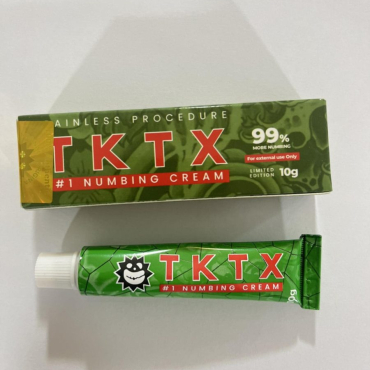 AINLESS PROCEDURE
TKTX
#1 NUMBING CREAM
99%
MORE NUMBING
For external use Only
LIMITED
EDITION 10g
TKTX
#1 NUMBING CREAM
0g